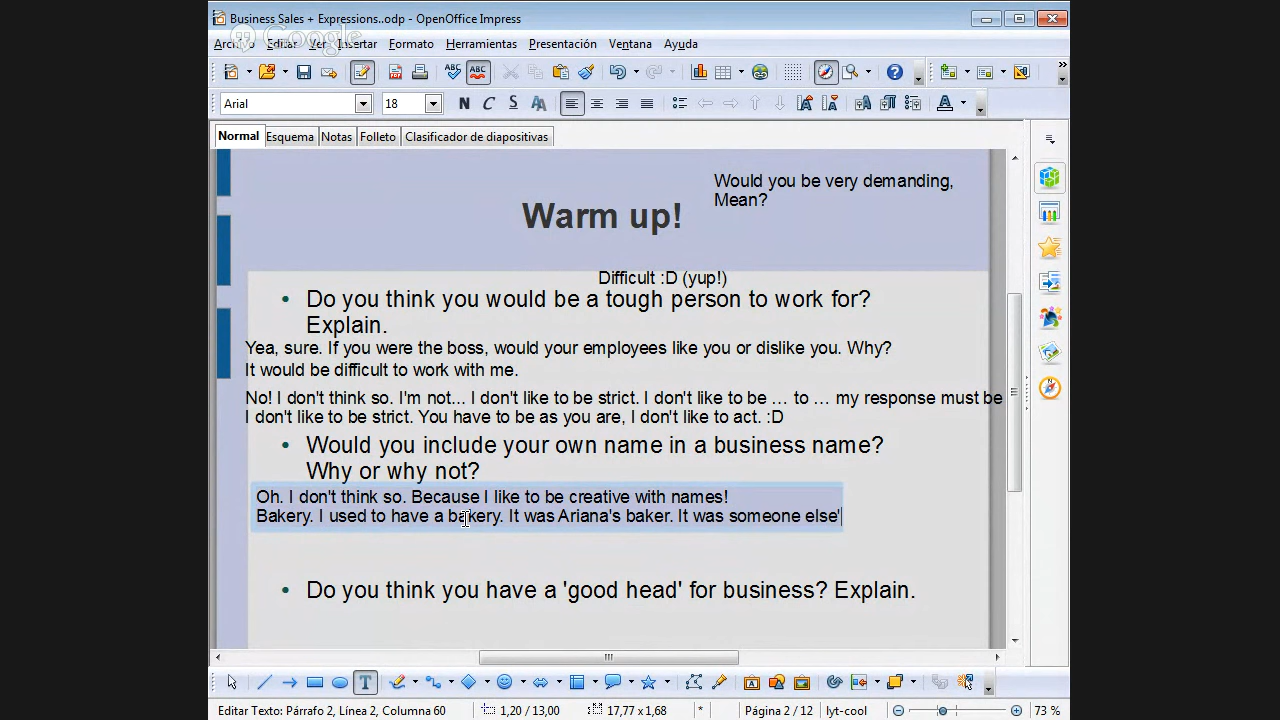 Business Sales + Expressions..odp - OpenOffice Impress
Google
Archivo Editar Ver Insertar Formato Herramientas Presentación Ventana Ayuda
Arial 18 N C S
Normal Esquema Notas Folleto Clasificador de diapositivas
Would you be very demanding,
Mean?
Warm up!
Difficult :D (yup!)
• Do you think you would be a tough person to work for?
Explain.
Yea, sure. If you were the boss, would your employees like you or dislike you. Why?
It would be difficult to work with me.
No! I don't think so. I'm not... I don't like to be strict. I don't like to be … to … my response must be
I don't like to be strict. You have to be as you are, I don't like to act. :D
• Would you include your own name in a business name?
Why or why not?
Oh. I don't think so. Because I like to be creative with names!
Bakery. I used to have a bakery. It was Ariana's baker. It was someone else'
• Do you think you have a 'good head' for business? Explain.
Editar Texto: Párrafo 2, Línea 2, Columna 60 1,20 / 13,00 17,77 x 1,68 * Página 2 / 12 lyt-cool 73 %